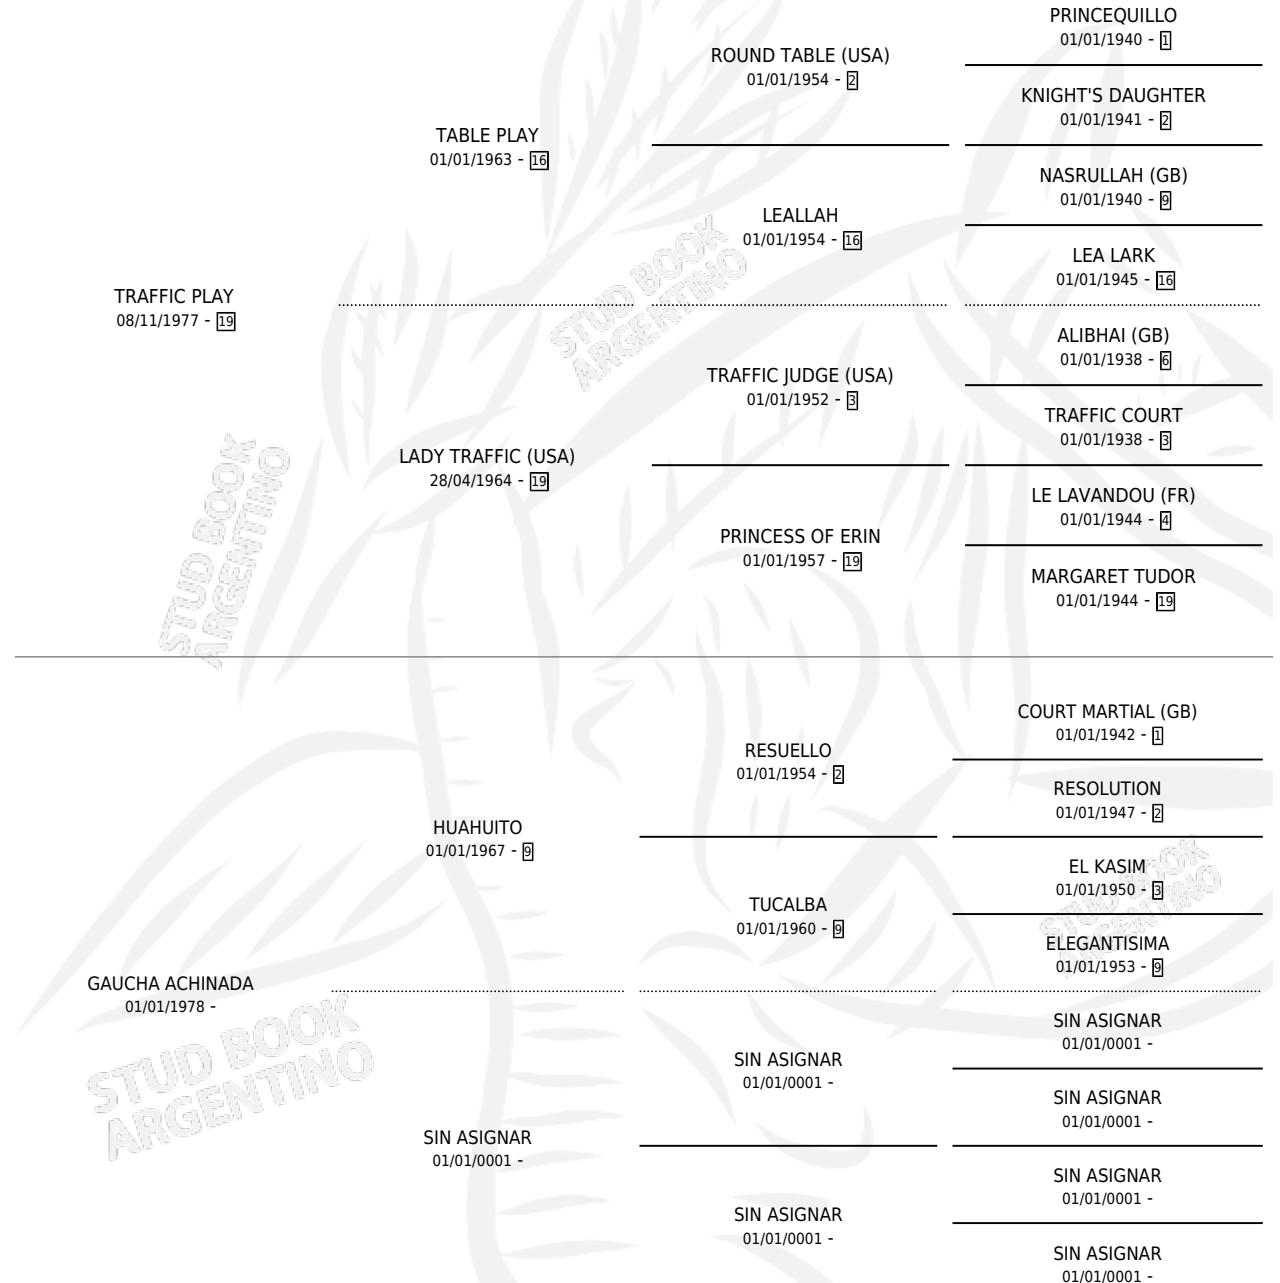 PRINCEQUILLO
01/01/1940 - 1
ROUND TABLE (USA)
01/01/1954 - 2
KNIGHT'S DAUGHTER
01/01/1941 - 2
TABLE PLAY
01/01/1963 - 16
NASRULLAH (GB)
01/01/1940 - 9
LEALLAH
01/01/1954 - 16
LEA LARK
01/01/1945 - 16
TRAFFIC PLAY
08/11/1977 - 19
ALIBHAI (GB)
01/01/1938 - 6
TRAFFIC JUDGE (USA)
01/01/1952 - 3
TRAFFIC COURT
01/01/1938 - 3
LADY TRAFFIC (USA)
28/04/1964 - 19
LE LAVANDOU (FR)
01/01/1944 - 4
PRINCESS OF ERIN
01/01/1957 - 19
MARGARET TUDOR
01/01/1944 - 19
COURT MARTIAL (GB)
01/01/1942 - 1
RESUELLO
01/01/1954 - 2
RESOLUTION
01/01/1947 - 2
HUAHUITO
01/01/1967 - 9
EL KASIM
01/01/1950 - 3
TUCALBA
01/01/1960 - 9
ELEGANTISIMA
01/01/1953 - 9
GAUCHA ACHINADA
01/01/1978 -
SIN ASIGNAR
01/01/0001 -
SIN ASIGNAR
01/01/0001 -
SIN ASIGNAR
01/01/0001 -
SIN ASIGNAR
01/01/0001 -
SIN ASIGNAR
01/01/0001 -
SIN ASIGNAR
01/01/0001 -
SIN ASIGNAR
01/01/0001 -
STUD BOOK
ARGENTINO
STUD BOOK
ARGENTINO
STUD BOOK
ARGENTINO
STUD BOOK
ARGENTINO